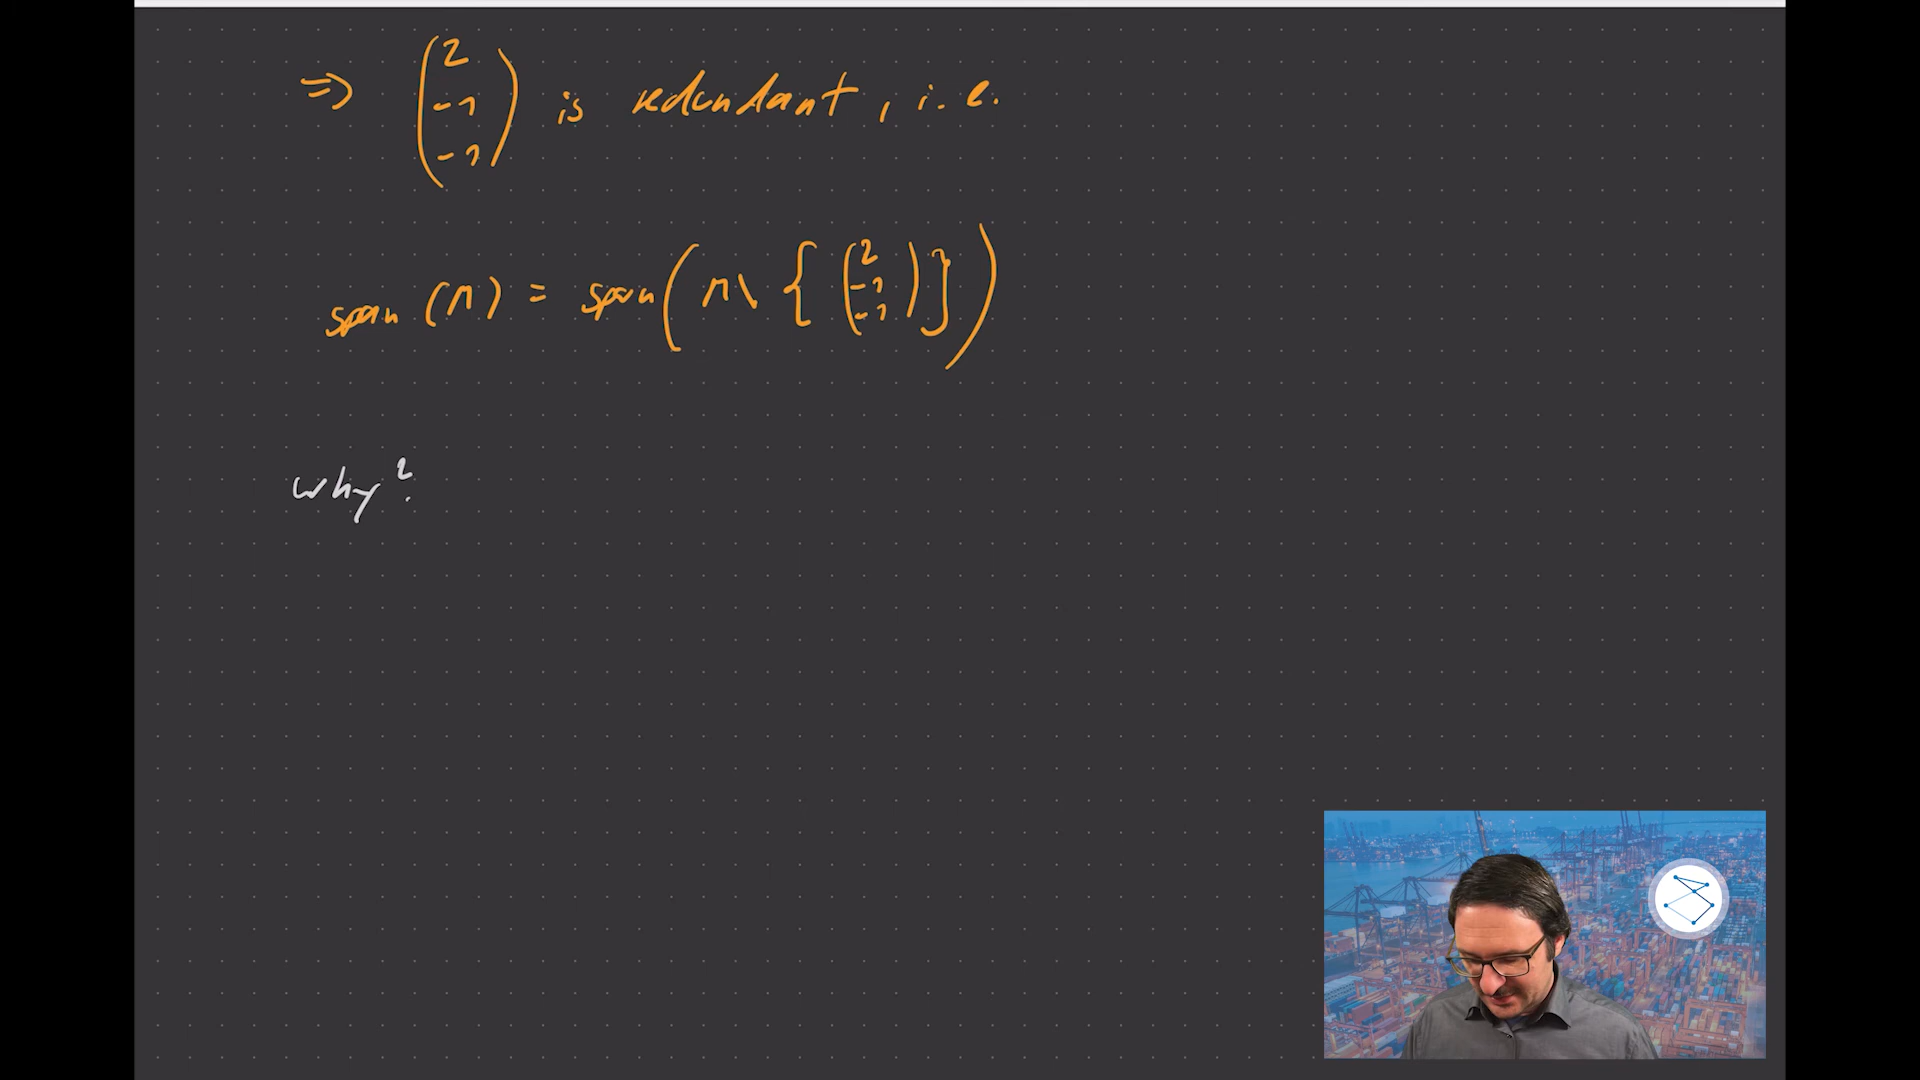 ⇒ (2 -1 -1) is redundant, i.e.
span (M) = span (M \ { (2 -1 -1) })
why?